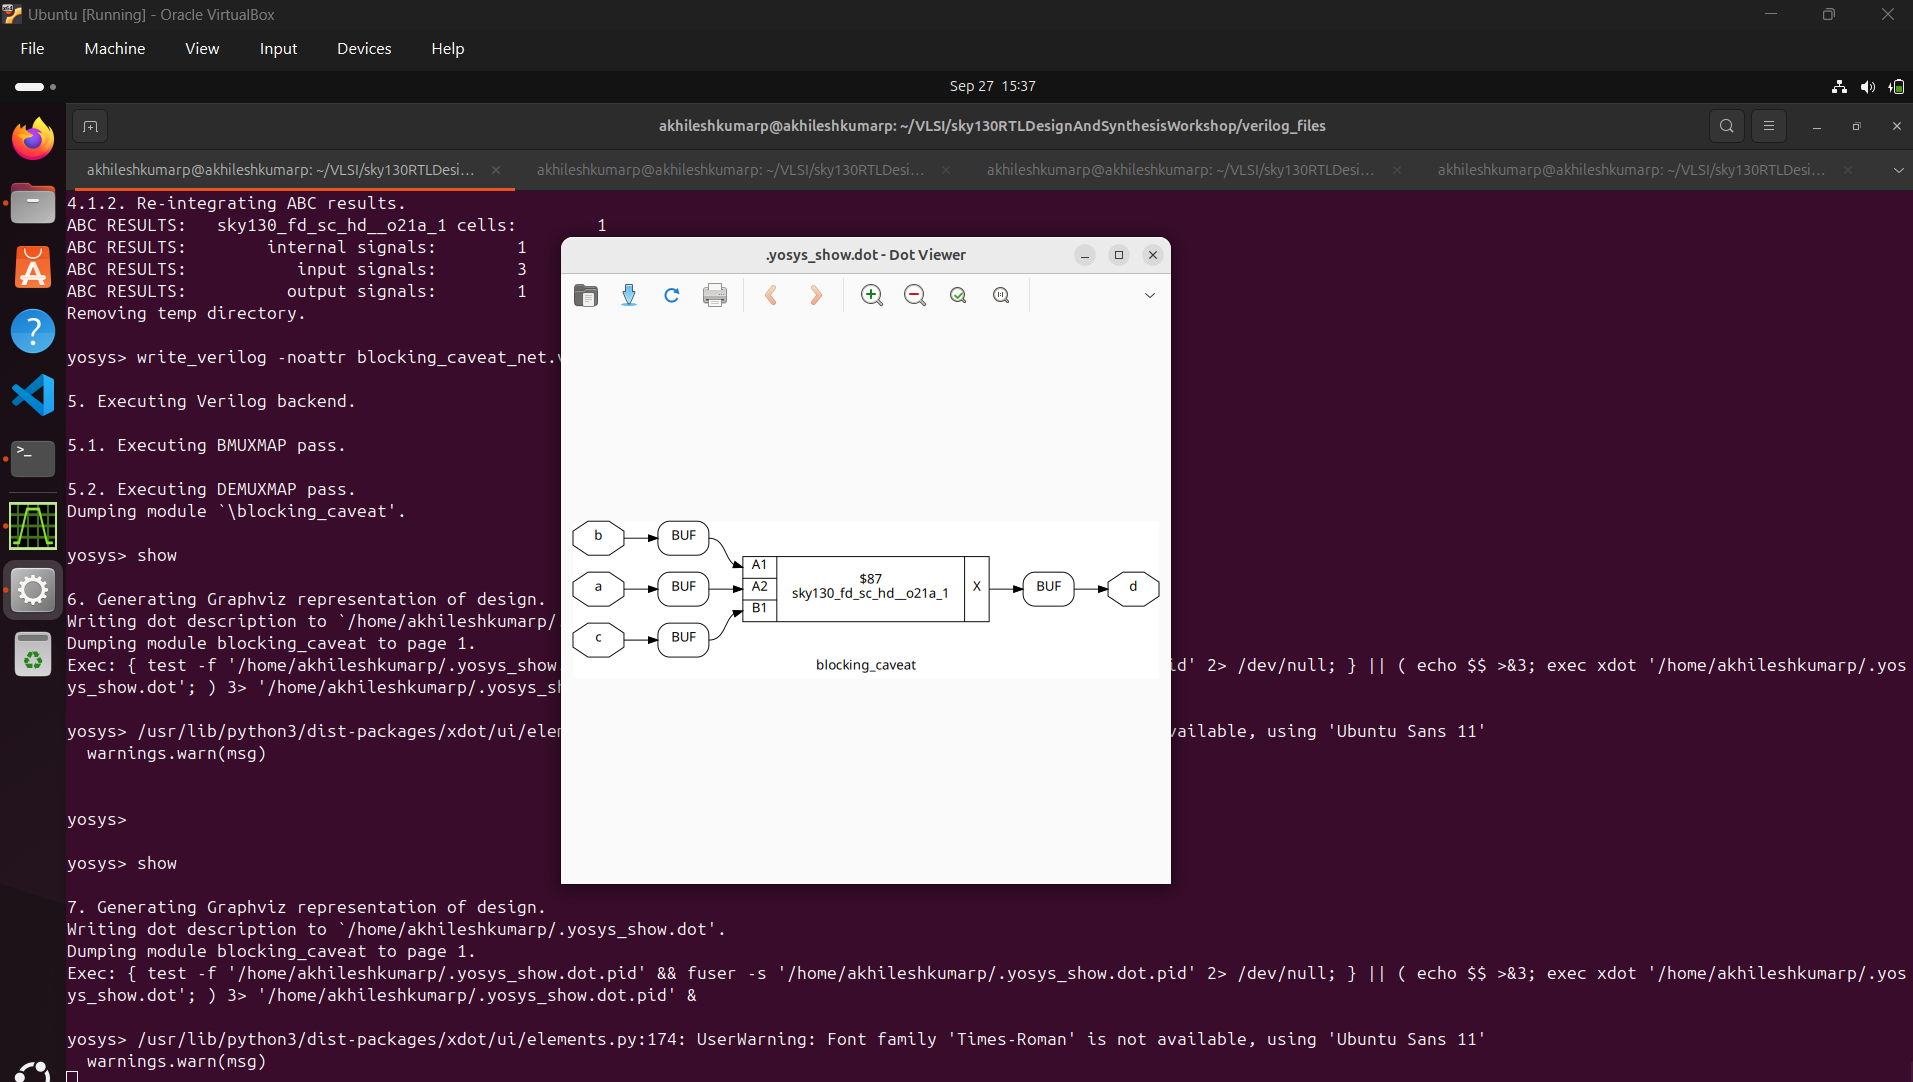 Ubuntu [Running] - Oracle VirtualBox
File Machine View Input Devices Help
Sep 27 15:37
akhileshkumarp@akhileshkumarp: ~/VLSI/sky130RTLDesignAndSynthesisWorkshop/verilog_files
akhileshkumarp@akhileshkumarp: ~/VLSI/sky130RTLDesi... akhileshkumarp@akhileshkumarp: ~/VLSI/sky130RTLDesi... akhileshkumarp@akhileshkumarp: ~/VLSI/sky130RTLDesi... akhileshkumarp@akhileshkumarp: ~/VLSI/sky130RTLDesi...
4.1.2. Re-integrating ABC results.
ABC RESULTS: sky130_fd_sc_hd__o21a_1 cells: 1
ABC RESULTS: internal signals: 1
ABC RESULTS: input signals: 3
ABC RESULTS: output signals: 1
Removing temp directory.
yosys> write_verilog -noattr blocking_caveat_net.v
5. Executing Verilog backend.
5.1. Executing BMUXMAP pass.
5.2. Executing DEMUXMAP pass.
Dumping module `\blocking_caveat'.
yosys> show
6. Generating Graphviz representation of design.
Writing dot description to `/home/akhileshkumarp/.
Dumping module blocking_caveat to page 1.
Exec: { test -f '/home/akhileshkumarp/.yosys_show. id' 2> /dev/null; } || ( echo $$ >&3; exec xdot '/home/akhileshkumarp/.yos
ys_show.dot'; ) 3> '/home/akhileshkumarp/.yosys_sh
yosys> /usr/lib/python3/dist-packages/xdot/ui/elem vailable, using 'Ubuntu Sans 11'
warnings.warn(msg)
yosys>
yosys> show
7. Generating Graphviz representation of design.
Writing dot description to `/home/akhileshkumarp/.yosys_show.dot'.
Dumping module blocking_caveat to page 1.
Exec: { test -f '/home/akhileshkumarp/.yosys_show.dot.pid' && fuser -s '/home/akhileshkumarp/.yosys_show.dot.pid' 2> /dev/null; } || ( echo $$ >&3; exec xdot '/home/akhileshkumarp/.yos
ys_show.dot'; ) 3> '/home/akhileshkumarp/.yosys_show.dot.pid' &
yosys> /usr/lib/python3/dist-packages/xdot/ui/elements.py:174: UserWarning: Font family 'Times-Roman' is not available, using 'Ubuntu Sans 11'
warnings.warn(msg)
.yosys_show.dot - Dot Viewer
b BUF
a BUF
c BUF
A1
A2
B1
$87
sky130_fd_sc_hd__o21a_1
X
BUF d
blocking_caveat